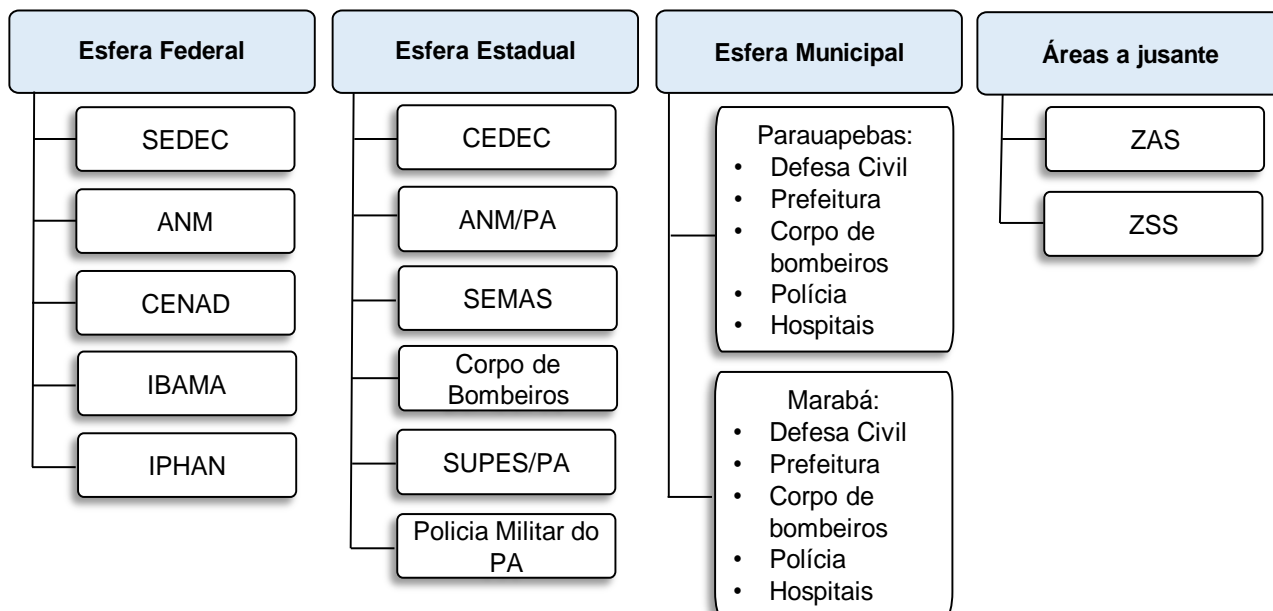 Esfera Federal
SEDEC
ANM
CENAD
IBAMA
IPHAN
Esfera Estadual
CEDEC
ANM/PA
SEMAS
Corpo de
Bombeiros
SUPES/PA
Policia Militar do
PA
Esfera Municipal
Parauapebas:
• Defesa Civil
• Prefeitura
• Corpo de
bombeiros
• Polícia
• Hospitais
Marabá:
• Defesa Civil
• Prefeitura
• Corpo de
bombeiros
• Polícia
• Hospitais
Áreas a jusante
ZAS
ZSS